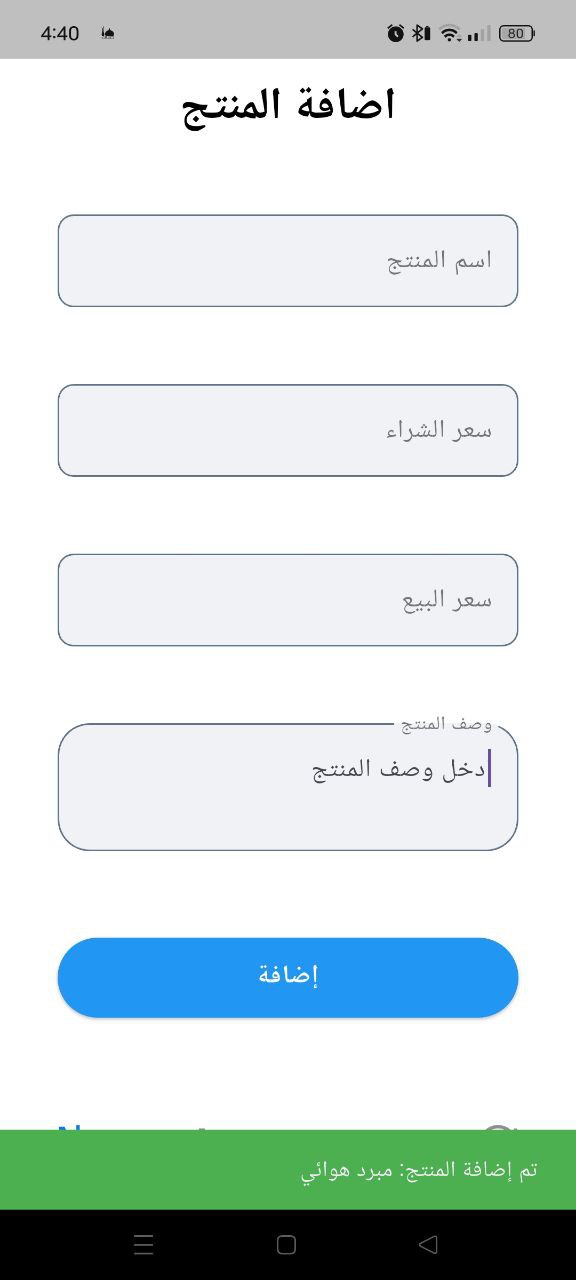 4:40
80
اضافة المنتج
اسم المنتج
سعر الشراء
سعر البيع
وصف المنتج
دخل وصف المنتج
إضافة
تم إضافة المنتج: مبرد هوائي